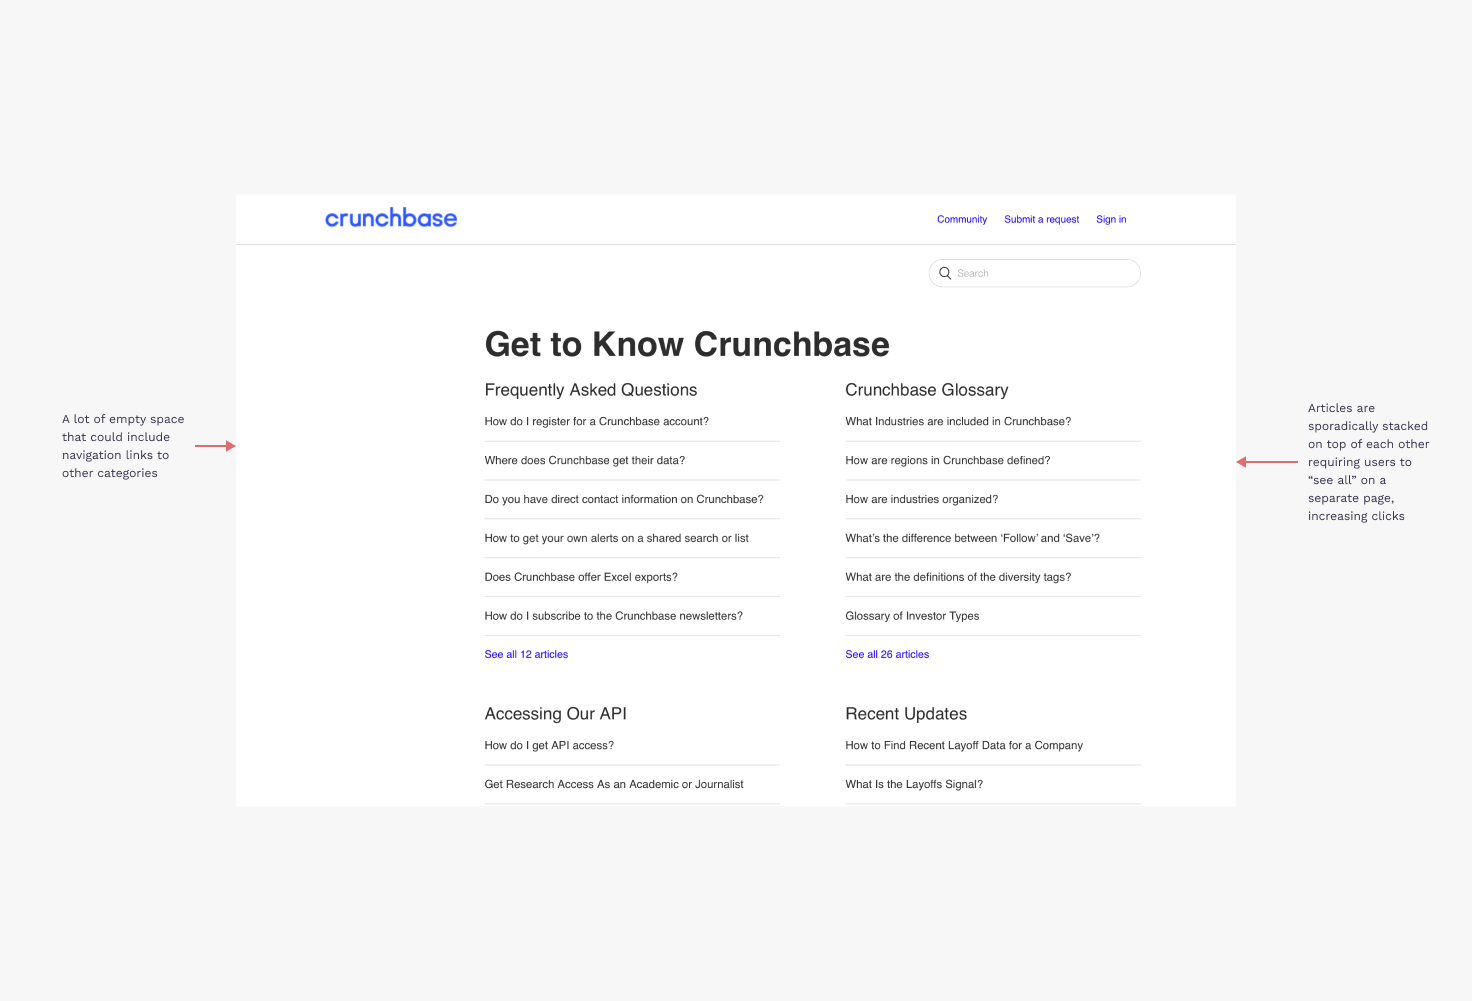 crunchbase
Community
Submit a request
Sign in
Search
Get to Know Crunchbase
Frequently Asked Questions
How do I register for a Crunchbase account?
Where does Crunchbase get their data?
Do you have direct contact information on Crunchbase?
How to get your own alerts on a shared search or list
Does Crunchbase offer Excel exports?
How do I subscribe to the Crunchbase newsletters?
See all 12 articles
Crunchbase Glossary
What Industries are included in Crunchbase?
How are regions in Crunchbase defined?
How are industries organized?
What's the difference between ‘Follow’ and ‘Save’?
What are the definitions of the diversity tags?
Glossary of Investor Types
See all 26 articles
Accessing Our API
How do I get API access?
Get Research Access As an Academic or Journalist
Recent Updates
How to Find Recent Layoff Data for a Company
What Is the Layoffs Signal?
A lot of empty space
that could include
navigation links to
other categories
Articles are
sporadically stacked
on top of each other
requiring users to
“see all” on a
separate page,
increasing clicks